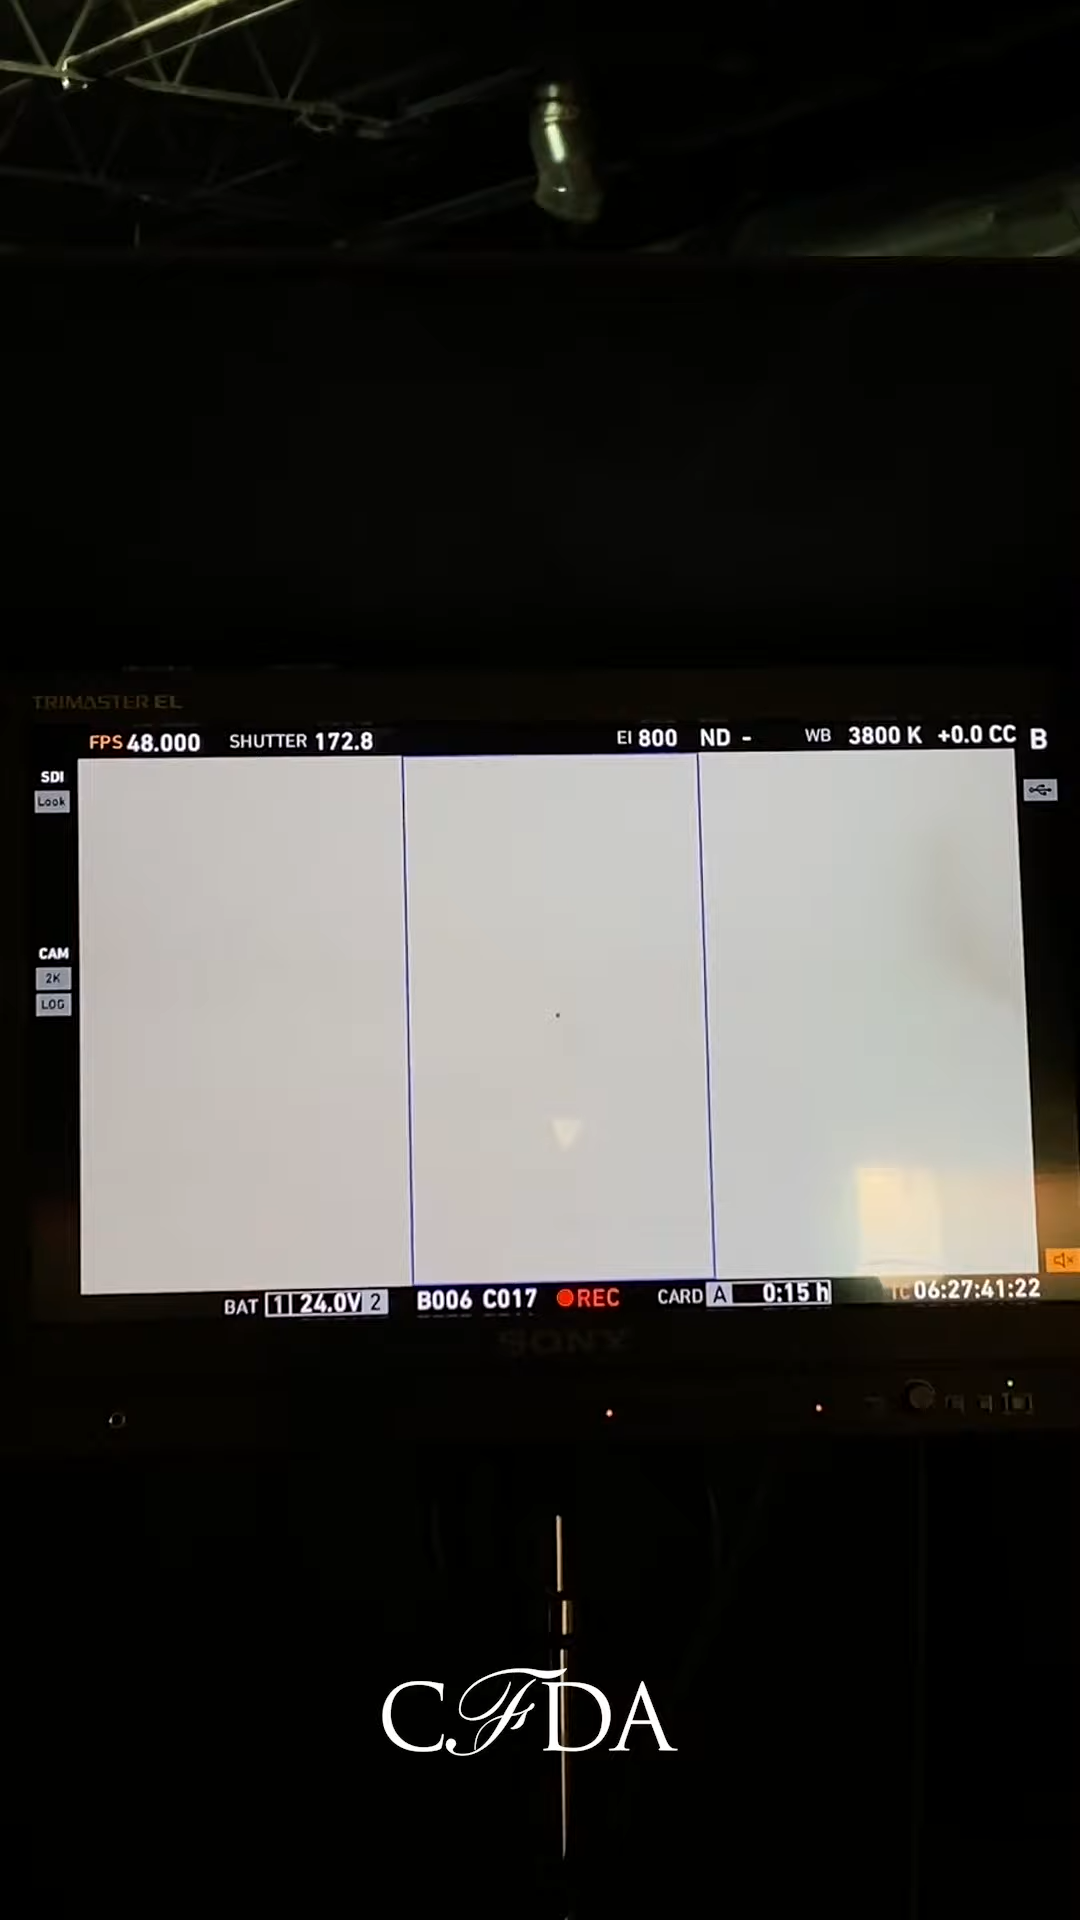 TRIMASTER EL
FPS 48.000 SHUTTER 172.8 EI 800 ND - WB 3800 K +0.0 CC B
SDI
Look
CAM
2K
LOG
BAT 1 24.0V 2 B006 C017 REC CARD A 0:15 h TC 06:27:41:22
SONY
CFDA